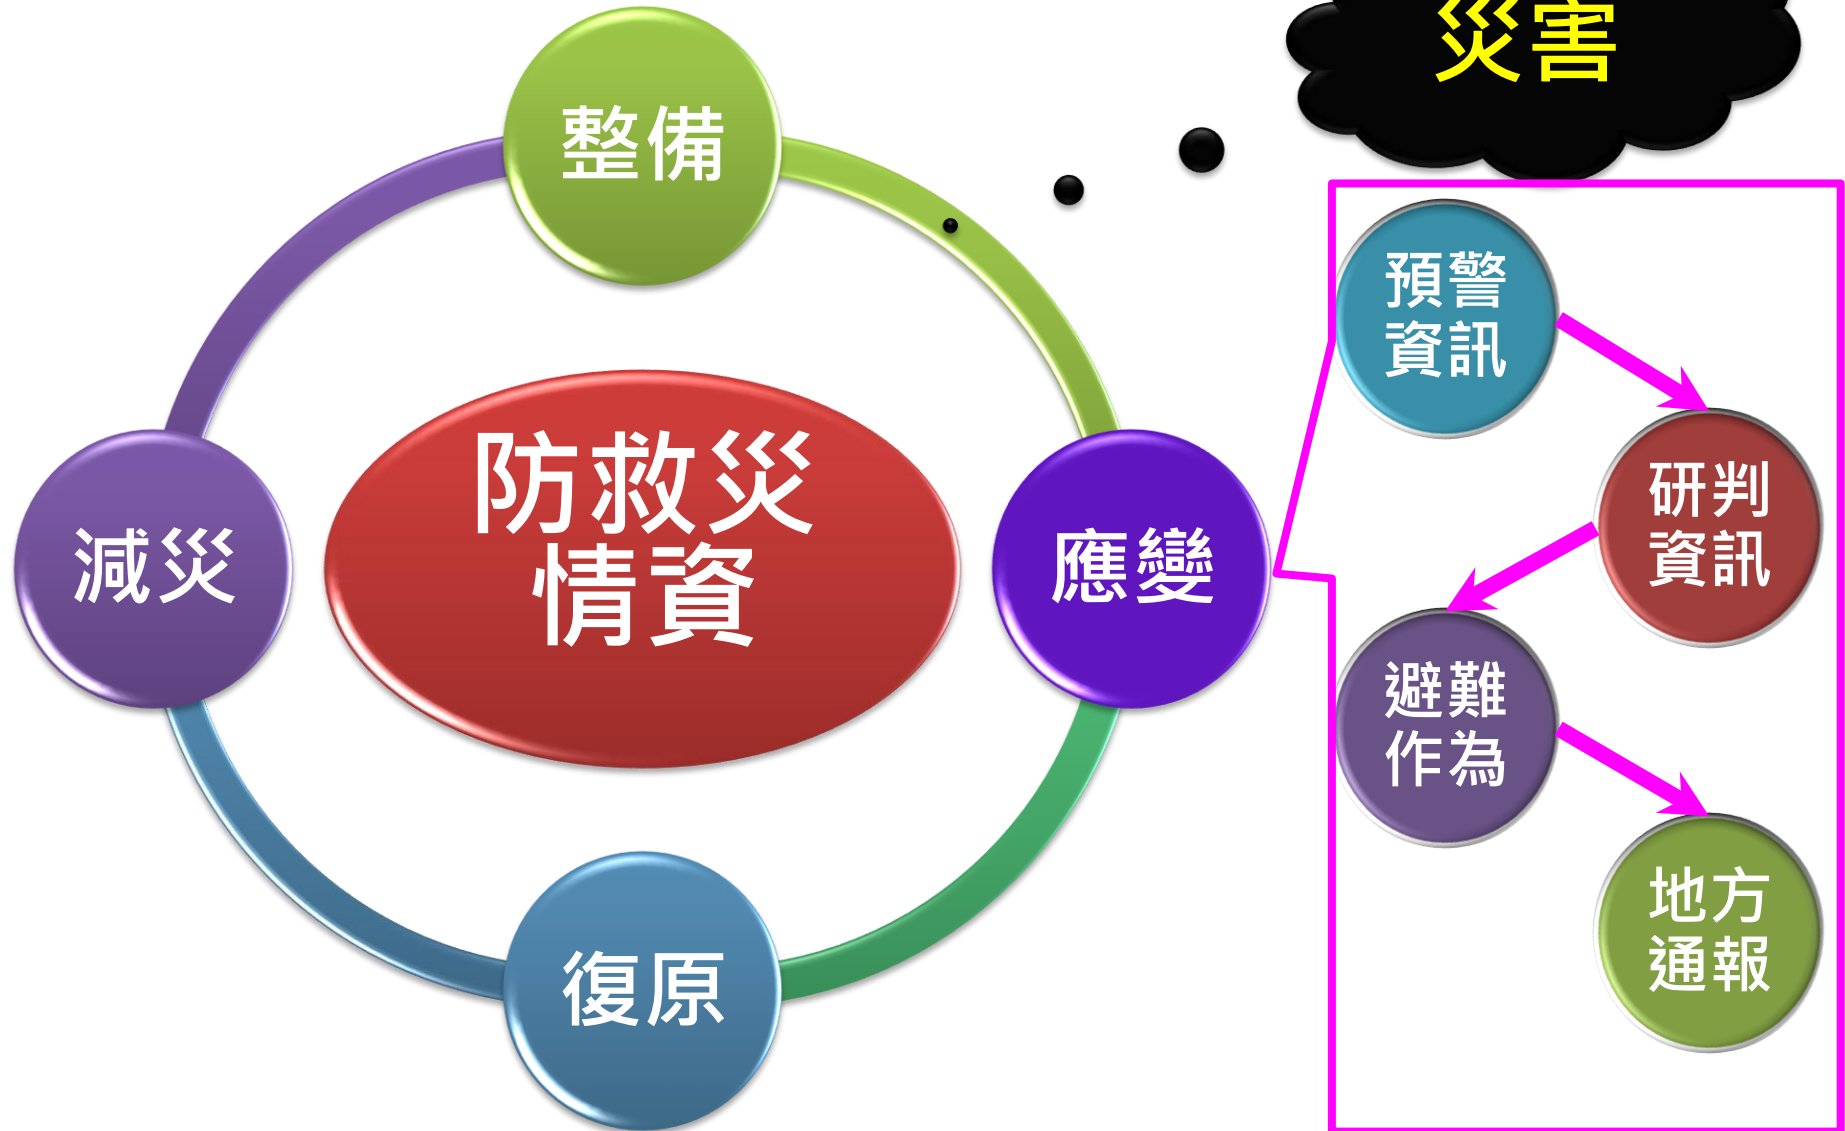 災害
整備
防救災
情資
減災
應變
復原
預警
資訊
研判
資訊
避難
作為
地方
通報